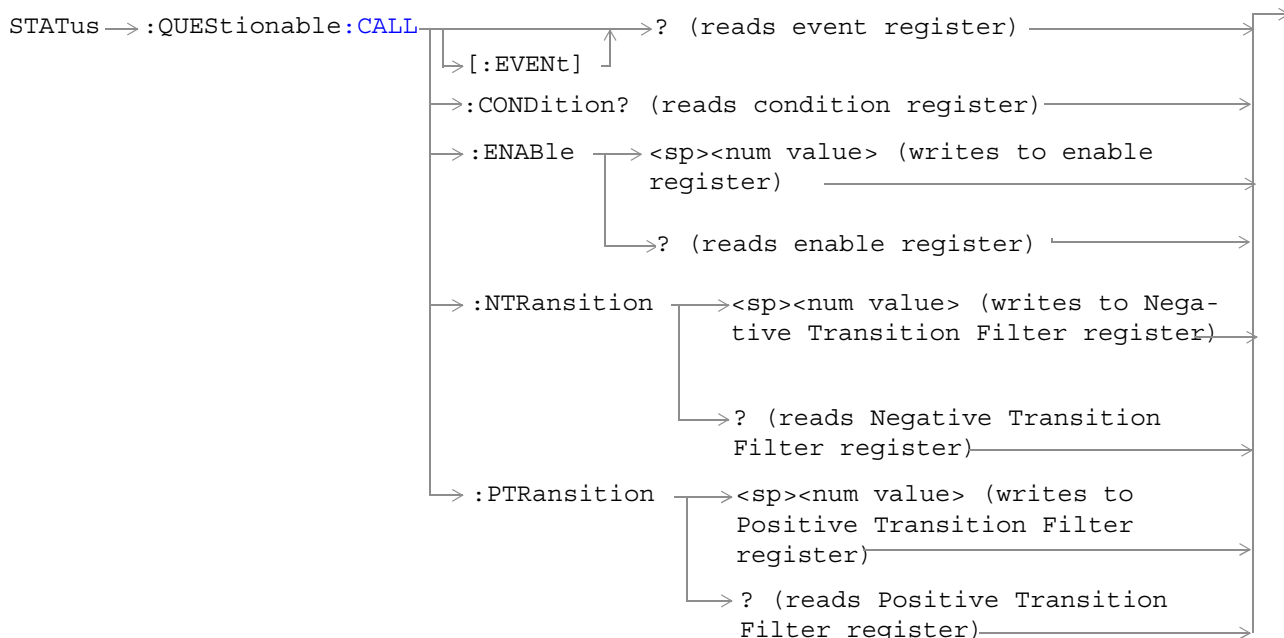 STATus :QUEStionable:CALL ? (reads event register)
[:EVENt]
:CONDition? (reads condition register)
:ENABle <sp><num value> (writes to enable
register)
? (reads enable register)
:NTRansition <sp><num value> (writes to Nega-
tive Transition Filter register)
? (reads Negative Transition
Filter register)
:PTRansition <sp><num value> (writes to
Positive Transition Filter
register)
? (reads Positive Transition
Filter register)